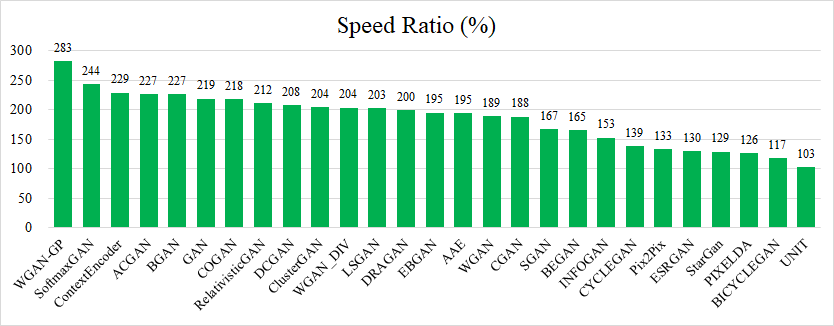 Speed Ratio (%)
300
250
200
150
100
50
0
283
244
229
227
227
219
218
212
208
204
204
203
200
195
195
189
188
167
165
153
139
133
130
129
126
117
103
WGAN-GP
SoftmaxGAN
ContextEncoder
ACGAN
BGAN
GAN
COGAN
RelativisticGAN
DCGAN
ClusterGAN
WGAN_DIV
LSGAN
DRAGAN
EBGAN
AAE
WGAN
CGAN
SGAN
BEGAN
INFOGAN
CYCLEGAN
Pix2Pix
ESRGAN
StarGan
PIXELDA
BICYCLEGAN
UNIT